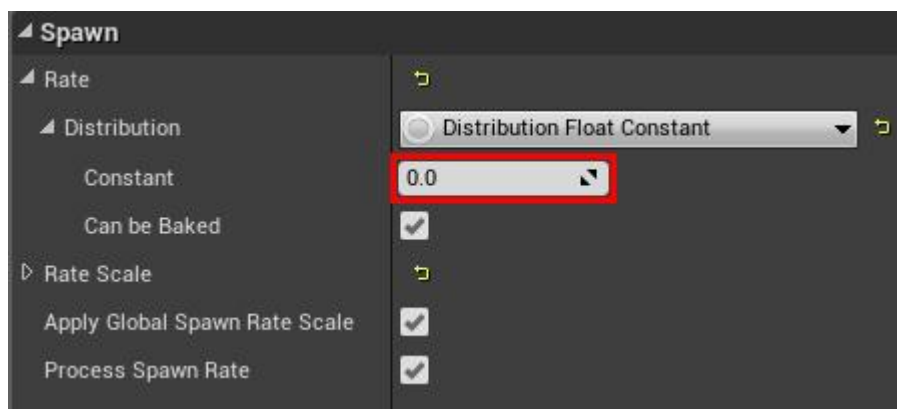 Spawn
Rate
Distribution
Distribution Float Constant
Constant
0.0
Can be Baked
Rate Scale
Apply Global Spawn Rate Scale
Process Spawn Rate